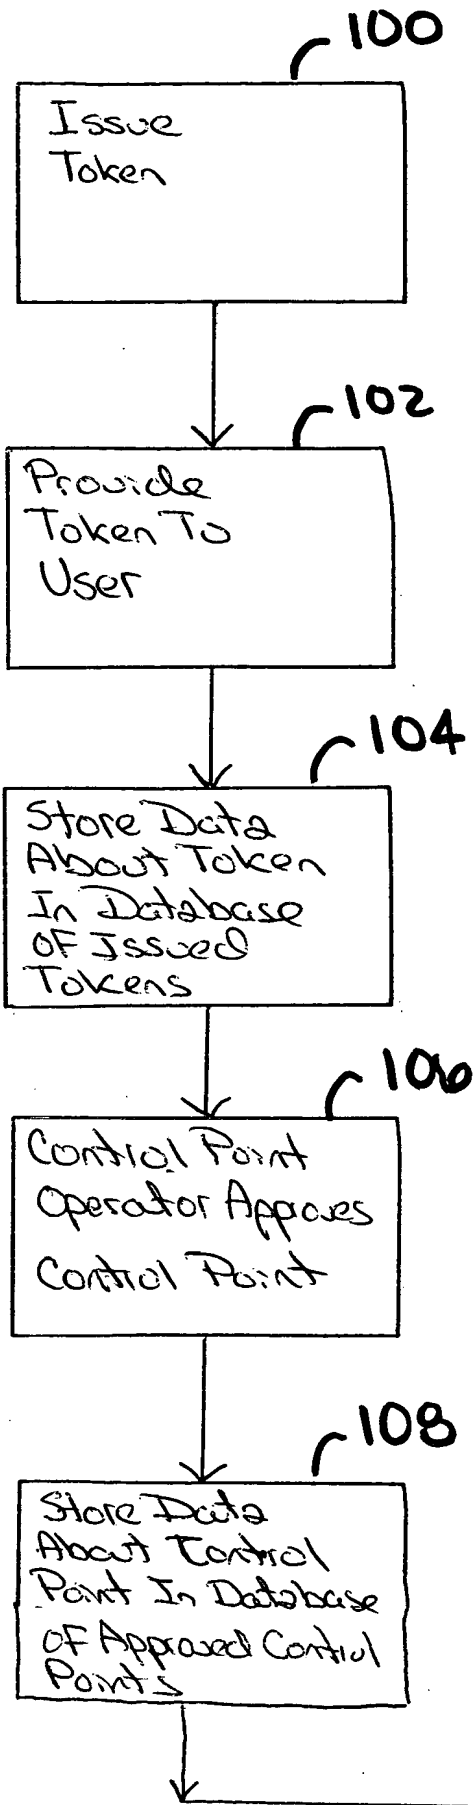 100
Issue
Token
102
Provide
Token To
User
104
Store Data
About Token
In Database
OF Issued
Tokens
106
Control Point
Operator Approves
Control Point
108
Store Data
About Control
Point In Database
of Approved Control
Points